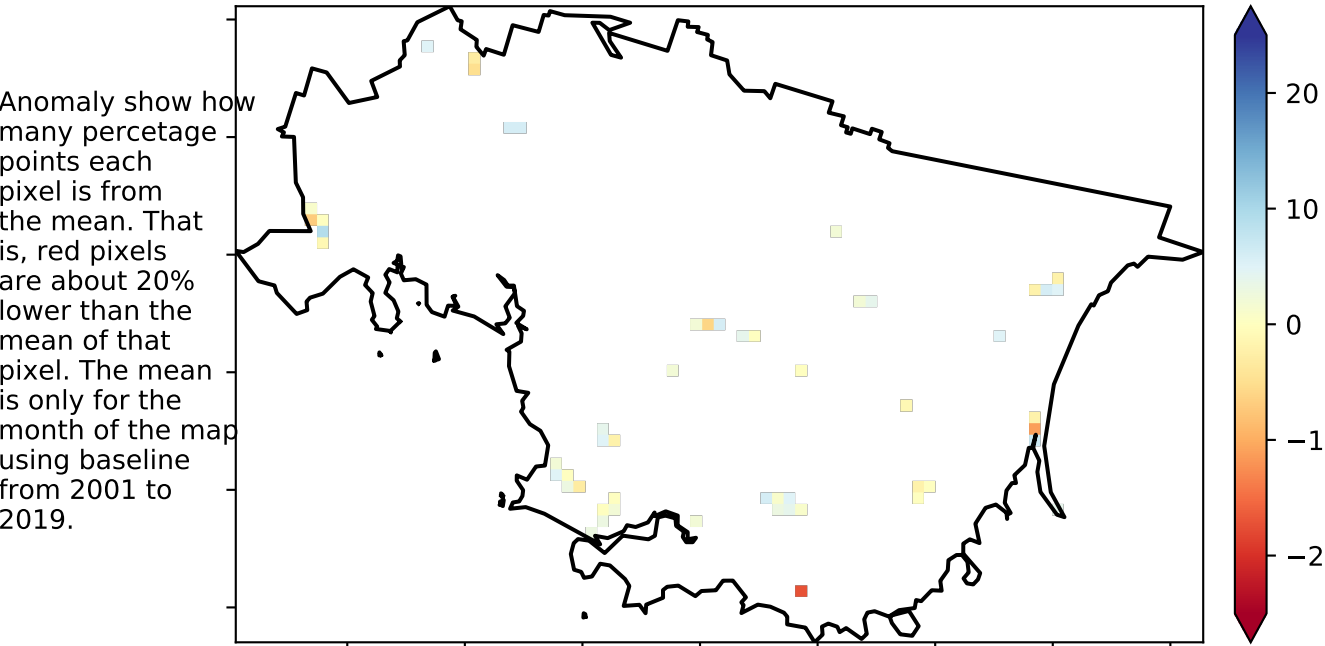 Anomaly show how
many percetage
points each
pixel is from
the mean. That
is, red pixels
are about 20%
lower than the
mean of that
pixel. The mean
is only for the
month of the map
using baseline
from 2001 to
2019.
20
10
0
−1
−2